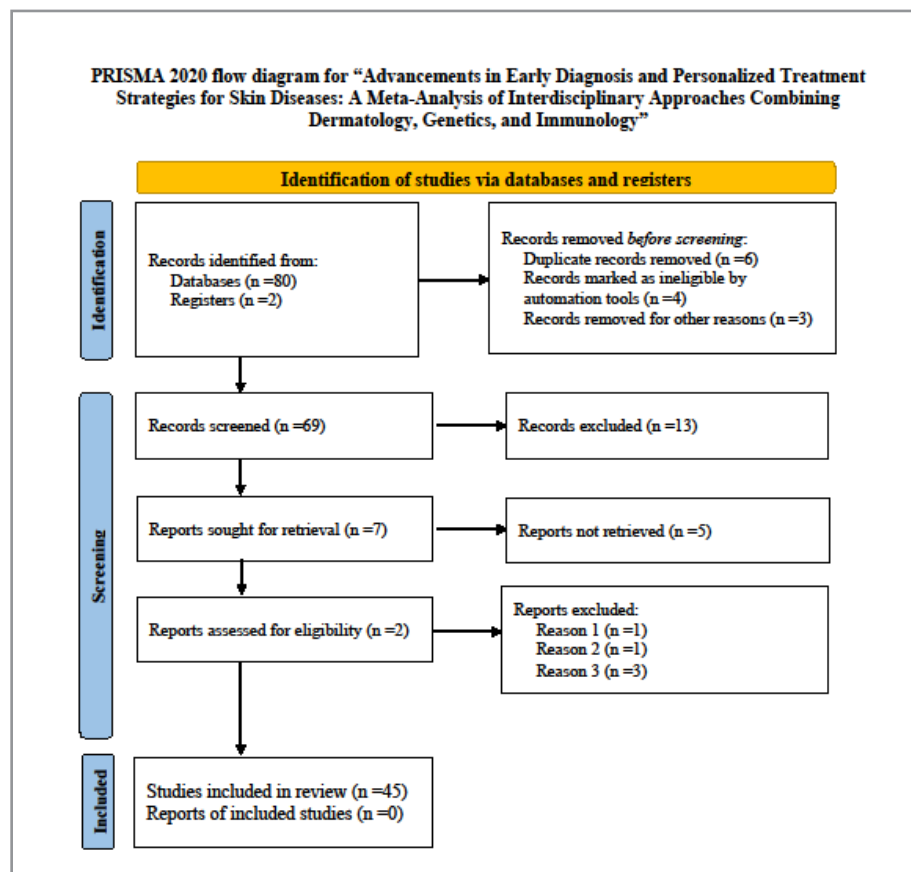 PRISMA 2020 flow diagram for “Advancements in Early Diagnosis and Personalized Treatment
Strategies for Skin Diseases: A Meta-Analysis of Interdisciplinary Approaches Combining
Dermatology, Genetics, and Immunology”
Identification of studies via databases and registers
Identification
Records identified from:
Databases (n =80)
Registers (n =2)
Records removed before screening:
Duplicate records removed (n =6)
Records marked as ineligible by
automation tools (n =4)
Records removed for other reasons (n =3)
Screening
Records screened (n =69)
Records excluded (n =13)
Reports sought for retrieval (n =7)
Reports not retrieved (n =5)
Reports assessed for eligibility (n =2)
Reports excluded:
Reason 1 (n =1)
Reason 2 (n =1)
Reason 3 (n =3)
Included
Studies included in review (n =45)
Reports of included studies (n =0)